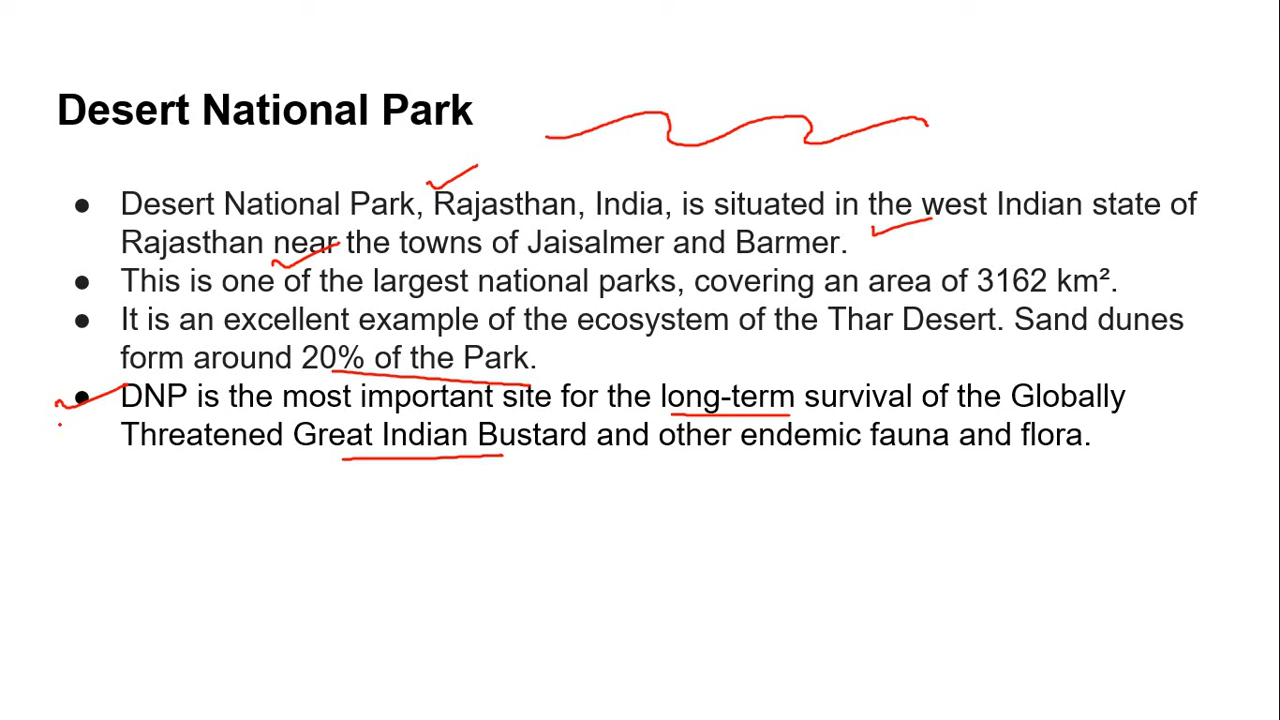 Desert National Park
● Desert National Park, Rajasthan, India, is situated in the west Indian state of
Rajasthan near the towns of Jaisalmer and Barmer.
● This is one of the largest national parks, covering an area of 3162 km².
● It is an excellent example of the ecosystem of the Thar Desert. Sand dunes
form around 20% of the Park.
● DNP is the most important site for the long-term survival of the Globally
Threatened Great Indian Bustard and other endemic fauna and flora.